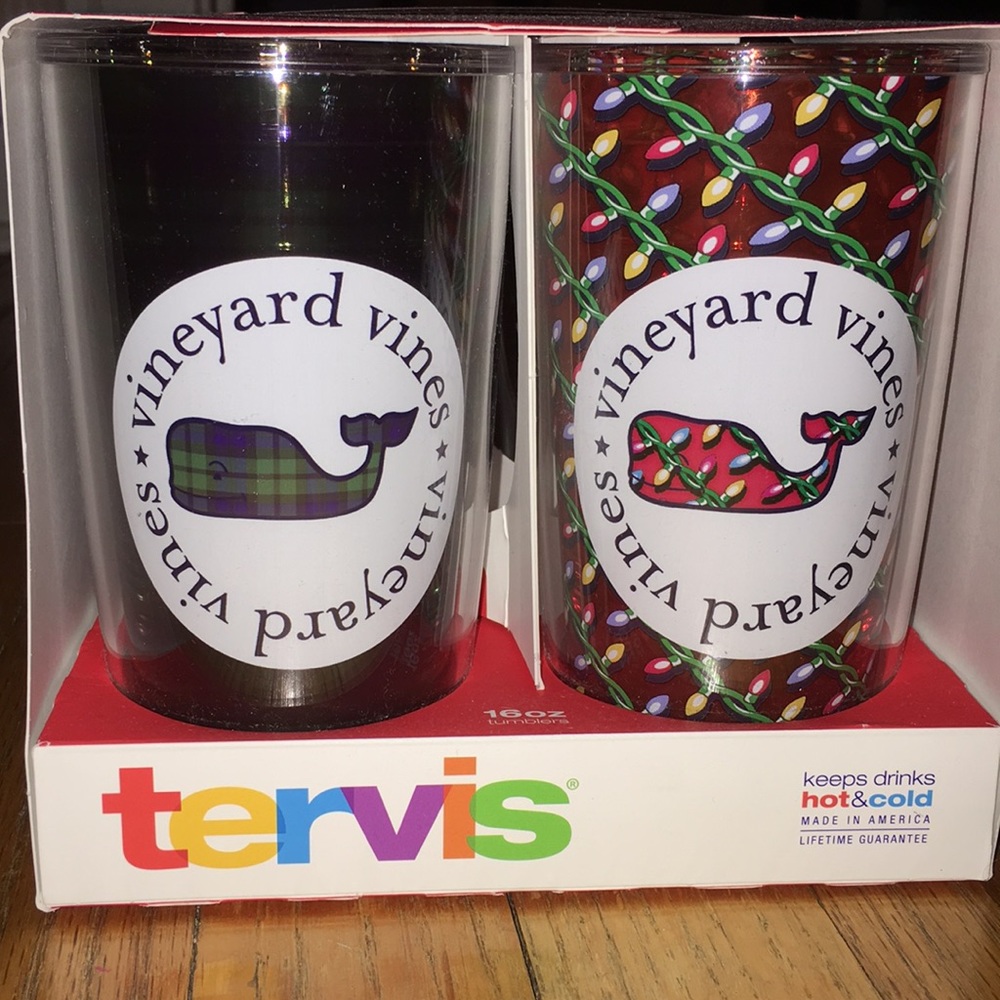 vineyard vines ★ vineyard vines ★
vineyard vines ★ vineyard vines ★
16oz
tumblers
tervis®
keeps drinks
hot&cold
MADE IN AMERICA
LIFETIME GUARANTEE